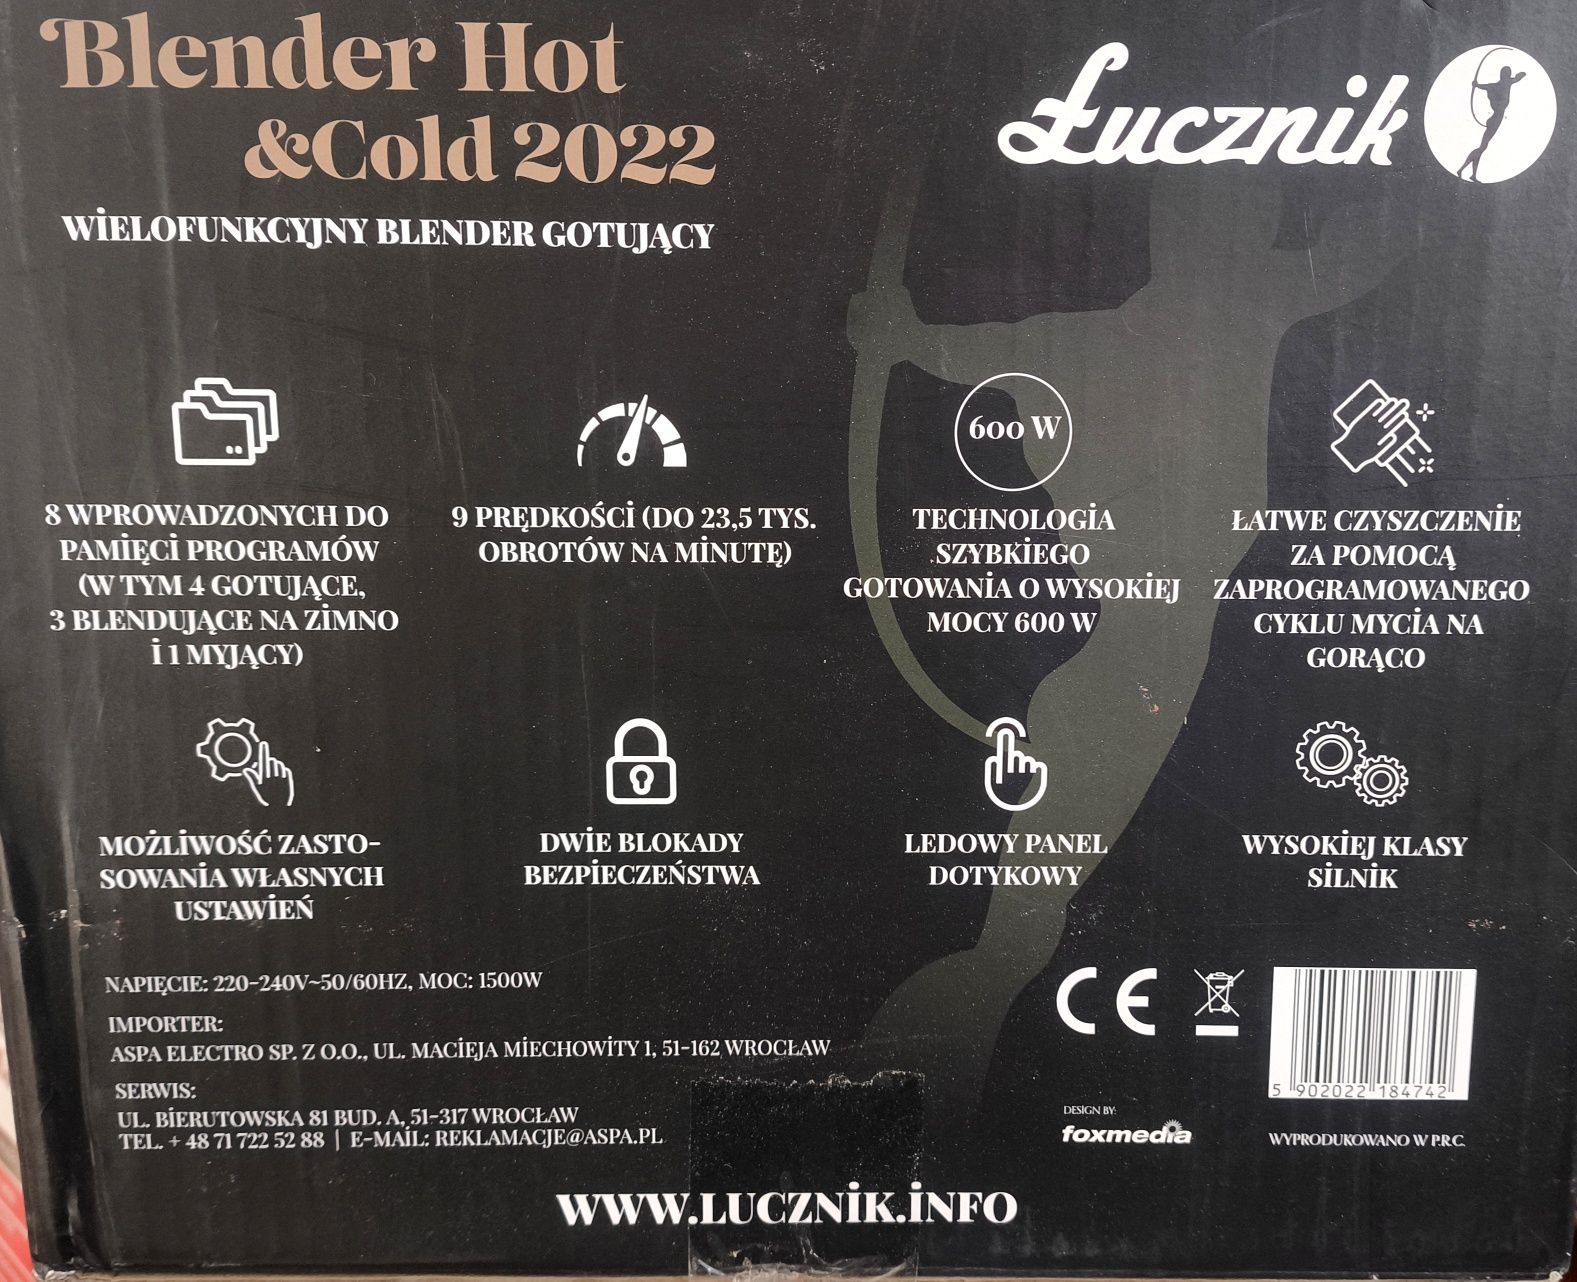 Blender Hot
&Cold 2022
WIELOFUNKCYJNY BLENDER GOTUJĄCY
Łucznik
8 WPROWADZONYCH DO
PAMIĘCI PROGRAMÓW
(W TYM 4 GOTUJĄCE,
3 BLENDUJĄCE NA ZIMNO
I 1 MYJĄCY)
9 PRĘDKOŚCI (DO 23,5 TYS.
OBROTÓW NA MINUTĘ)
600 W
TECHNOLOGIA
SZYBKIEGO
GOTOWANIA O WYSOKIEJ
MOCY 600 W
ŁATWE CZYSZCZENIE
ZA POMOCĄ
ZAPROGRAMOWANEGO
CYKLU MYCIA NA
GORĄCO
MOŻLIWOŚĆ ZASTO-
SOWANIA WŁASNYCH
USTAWIEŃ
DWIE BLOKADY
BEZPIECZEŃSTWA
LEDOWY PANEL
DOTYKOWY
WYSOKIEJ KLASY
SILNIK
NAPIĘCIE: 220-240V~50/60HZ, MOC: 1500W
IMPORTER:
ASPA ELECTRO SP. Z O.O., UL. MACIEJA MIECHOWITY 1, 51-162 WROCŁAW
SERWIS:
UL. BIERUTOWSKA 81 BUD. A, 51-317 WROCŁAW
TEL. + 48 71 722 52 88 | E-MAIL: REKLAMACJE@ASPA.PL
CE
5 902022 184742
DESIGN BY:
foxmedia
WYPRODUKOWANO W P.R.C.
WWW.LUCZNIK.INFO